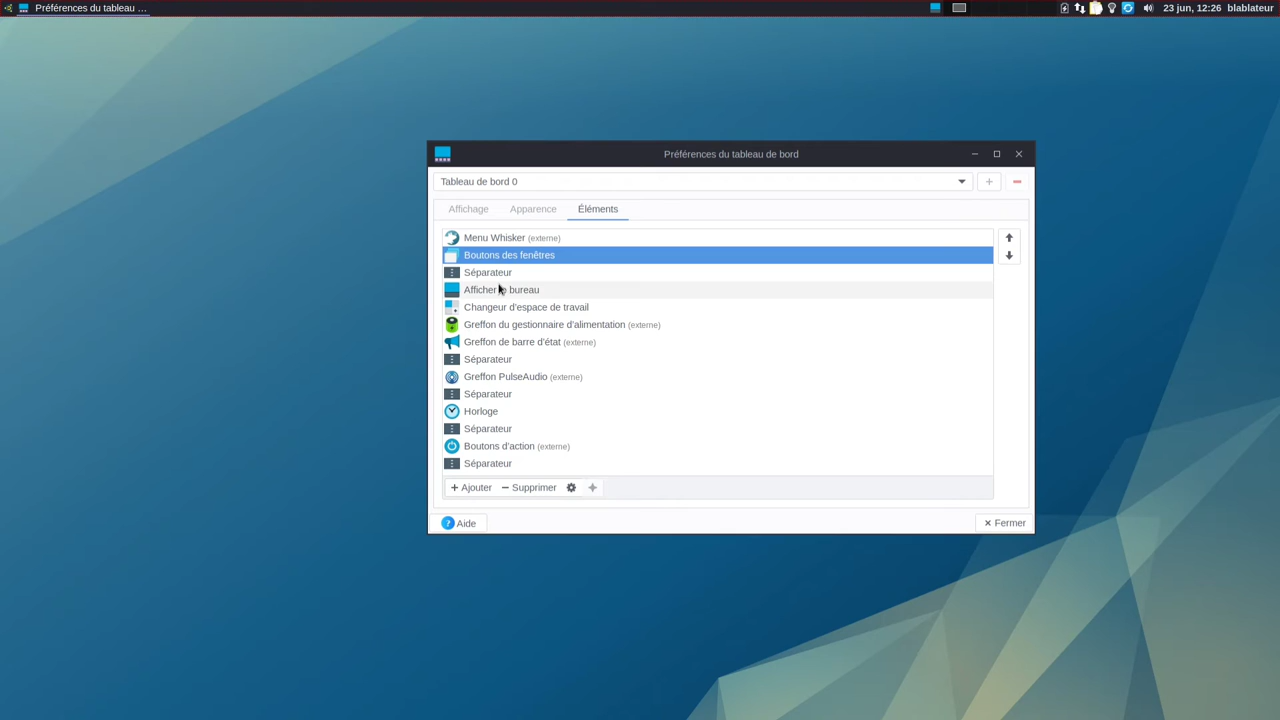 Préférences du tableau ...
23 jun, 12:26 blablateur
Préférences du tableau de bord
Tableau de bord 0
Affichage Apparence Éléments
Menu Whisker (externe)
Boutons des fenêtres
Séparateur
Afficher bureau
Changeur d'espace de travail
Greffon du gestionnaire d'alimentation (externe)
Greffon de barre d'état (externe)
Séparateur
Greffon PulseAudio (externe)
Séparateur
Horloge
Séparateur
Boutons d'action (externe)
Séparateur
Ajouter Supprimer
? Aide Fermer